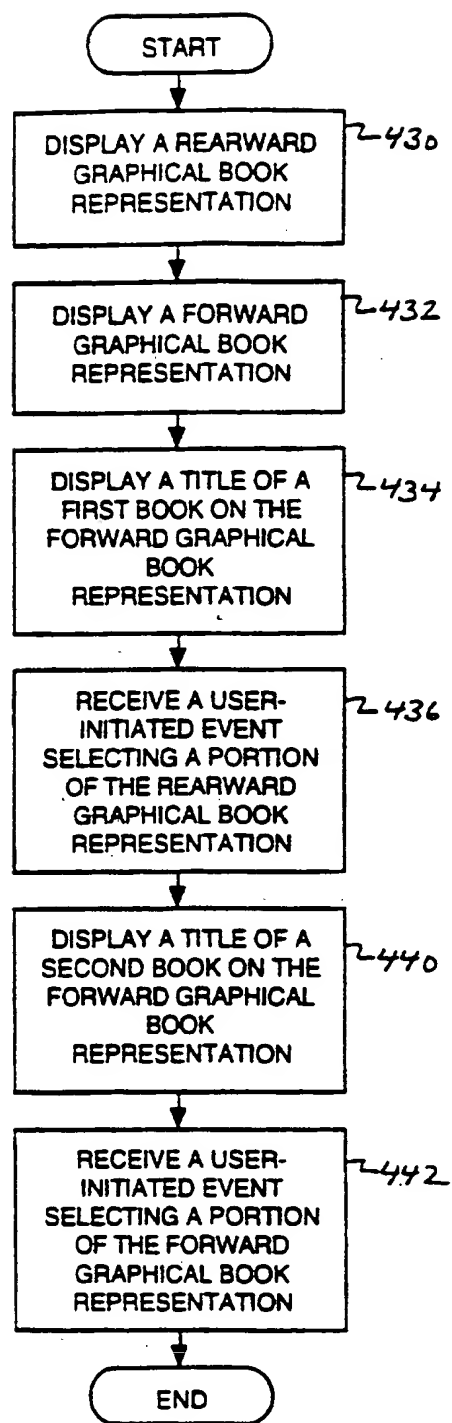 START
DISPLAY A REARWARD
GRAPHICAL BOOK
REPRESENTATION
430
DISPLAY A FORWARD
GRAPHICAL BOOK
REPRESENTATION
432
DISPLAY A TITLE OF A
FIRST BOOK ON THE
FORWARD GRAPHICAL
BOOK
REPRESENTATION
434
RECEIVE A USER-
INITIATED EVENT
SELECTING A PORTION
OF THE REARWARD
GRAPHICAL BOOK
REPRESENTATION
436
DISPLAY A TITLE OF A
SECOND BOOK ON THE
FORWARD GRAPHICAL
BOOK
REPRESENTATION
440
RECEIVE A USER-
INITIATED EVENT
SELECTING A PORTION
OF THE FORWARD
GRAPHICAL BOOK
REPRESENTATION
442
END